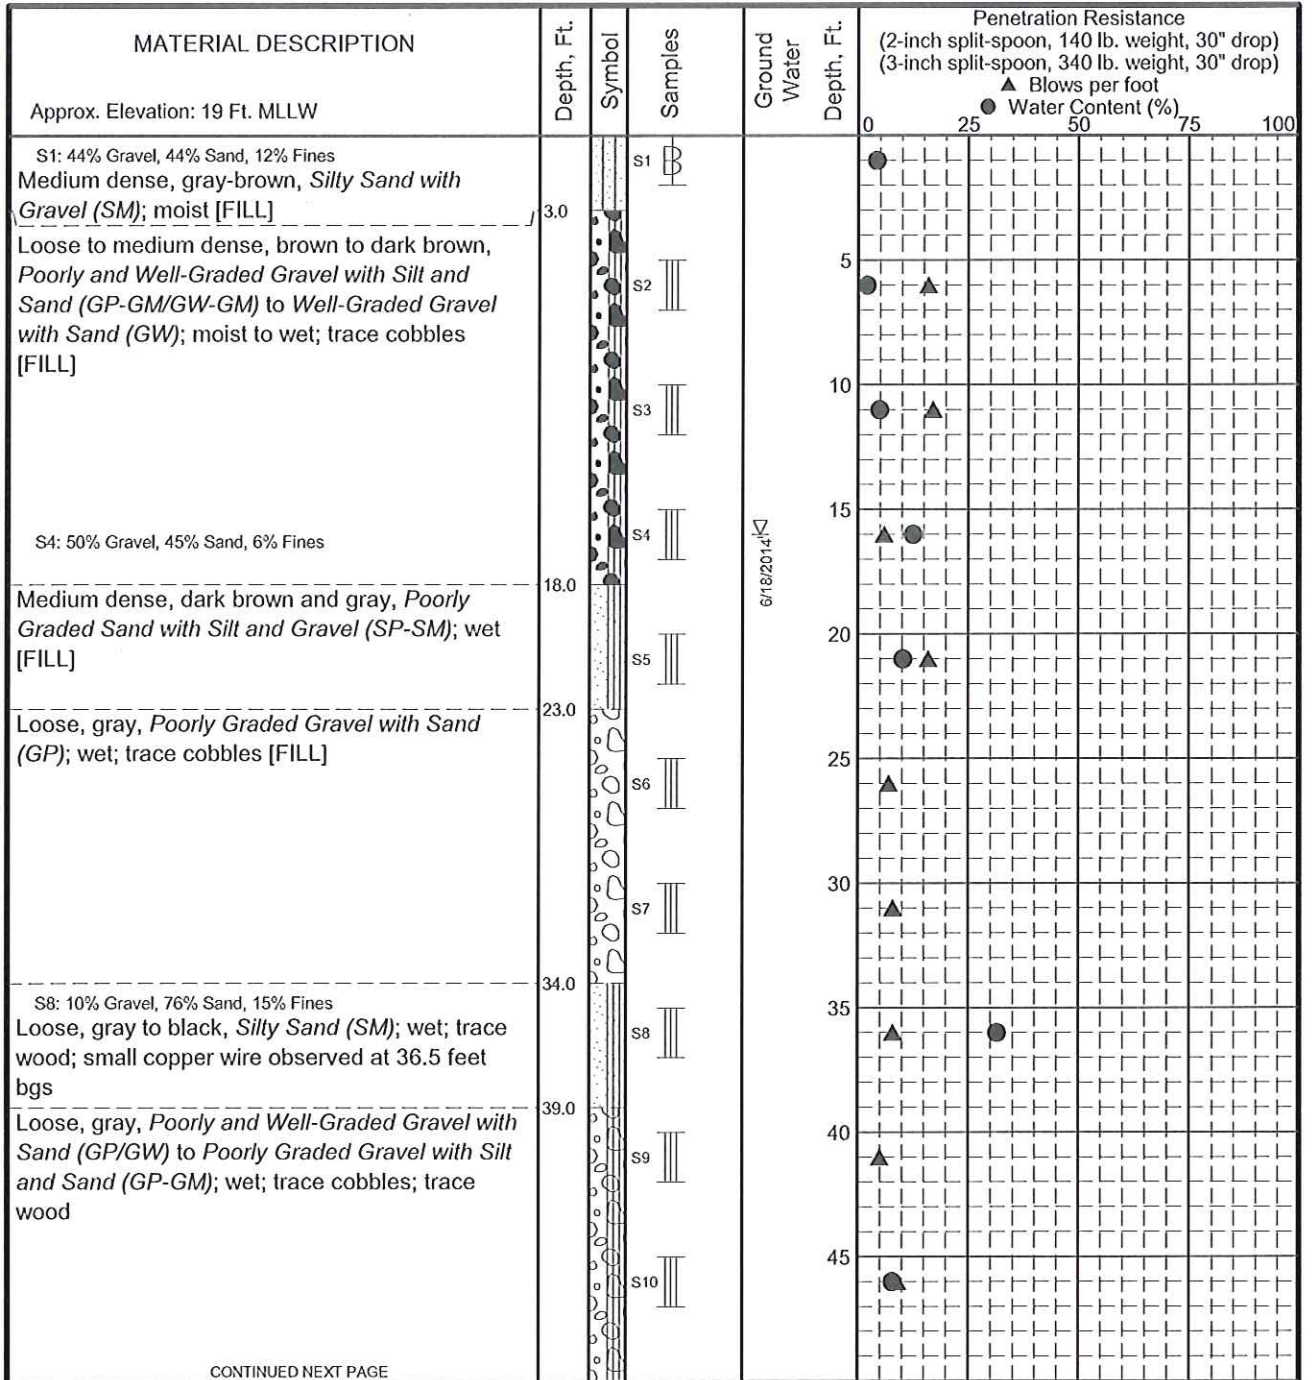 MATERIAL DESCRIPTION
Approx. Elevation: 19 Ft. MLLW
Depth, Ft.
Symbol
Samples
Ground
Water
Depth, Ft.
Penetration Resistance
(2-inch split-spoon, 140 lb. weight, 30" drop)
(3-inch split-spoon, 340 lb. weight, 30" drop)
▲ Blows per foot
● Water Content (%)
0 25 50 75 100
S1: 44% Gravel, 44% Sand, 12% Fines
Medium dense, gray-brown, Silty Sand with
Gravel (SM); moist [FILL]
3.0
Loose to medium dense, brown to dark brown,
Poorly and Well-Graded Gravel with Silt and
Sand (GP-GM/GW-GM) to Well-Graded Gravel
with Sand (GW); moist to wet; trace cobbles
[FILL]
S4: 50% Gravel, 45% Sand, 6% Fines
18.0
Medium dense, dark brown and gray, Poorly
Graded Sand with Silt and Gravel (SP-SM); wet
[FILL]
23.0
Loose, gray, Poorly Graded Gravel with Sand
(GP); wet; trace cobbles [FILL]
34.0
S8: 10% Gravel, 76% Sand, 15% Fines
Loose, gray to black, Silty Sand (SM); wet; trace
wood; small copper wire observed at 36.5 feet
bgs
39.0
Loose, gray, Poorly and Well-Graded Gravel with
Sand (GP/GW) to Poorly Graded Gravel with Silt
and Sand (GP-GM); wet; trace cobbles; trace
wood
CONTINUED NEXT PAGE
S1
S2
S3
S4
S5
S6
S7
S8
S9
S10
6/18/2014
5
10
15
20
25
30
35
40
45